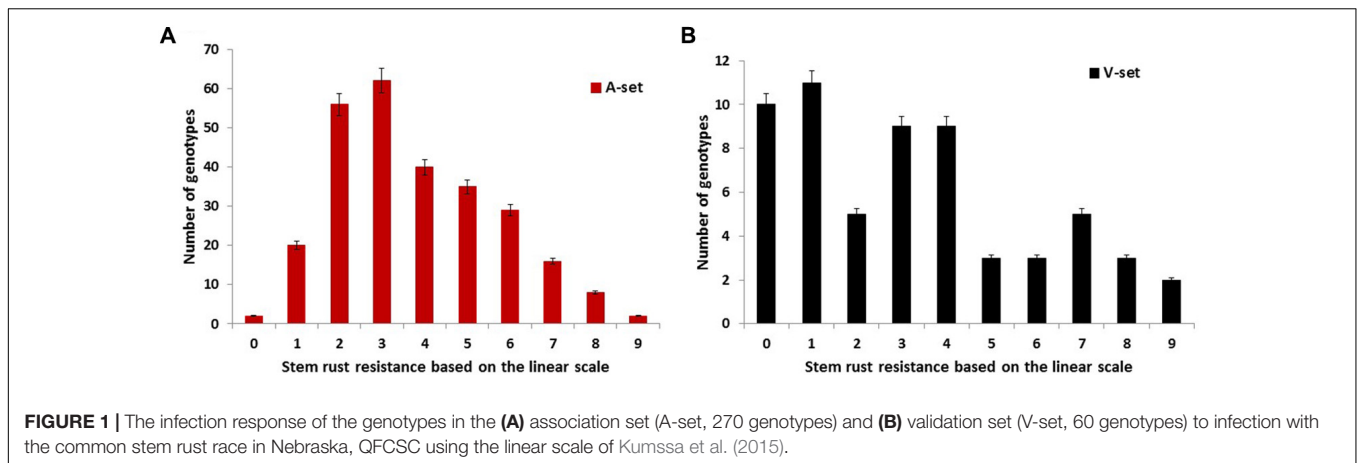 A
70
60
50
40
30
20
10
0
Number of genotypes
A-set
0 1 2 3 4 5 6 7 8 9
Stem rust resistance based on the linear scale
B
12
10
8
6
4
2
0
Number of genotypes
V-set
0 1 2 3 4 5 6 7 8 9
Stem rust resistance based on the linear scale
FIGURE 1 | The infection response of the genotypes in the (A) association set (A-set, 270 genotypes) and (B) validation set (V-set, 60 genotypes) to infection with
the common stem rust race in Nebraska, QFCSC using the linear scale of Kumssa et al. (2015).